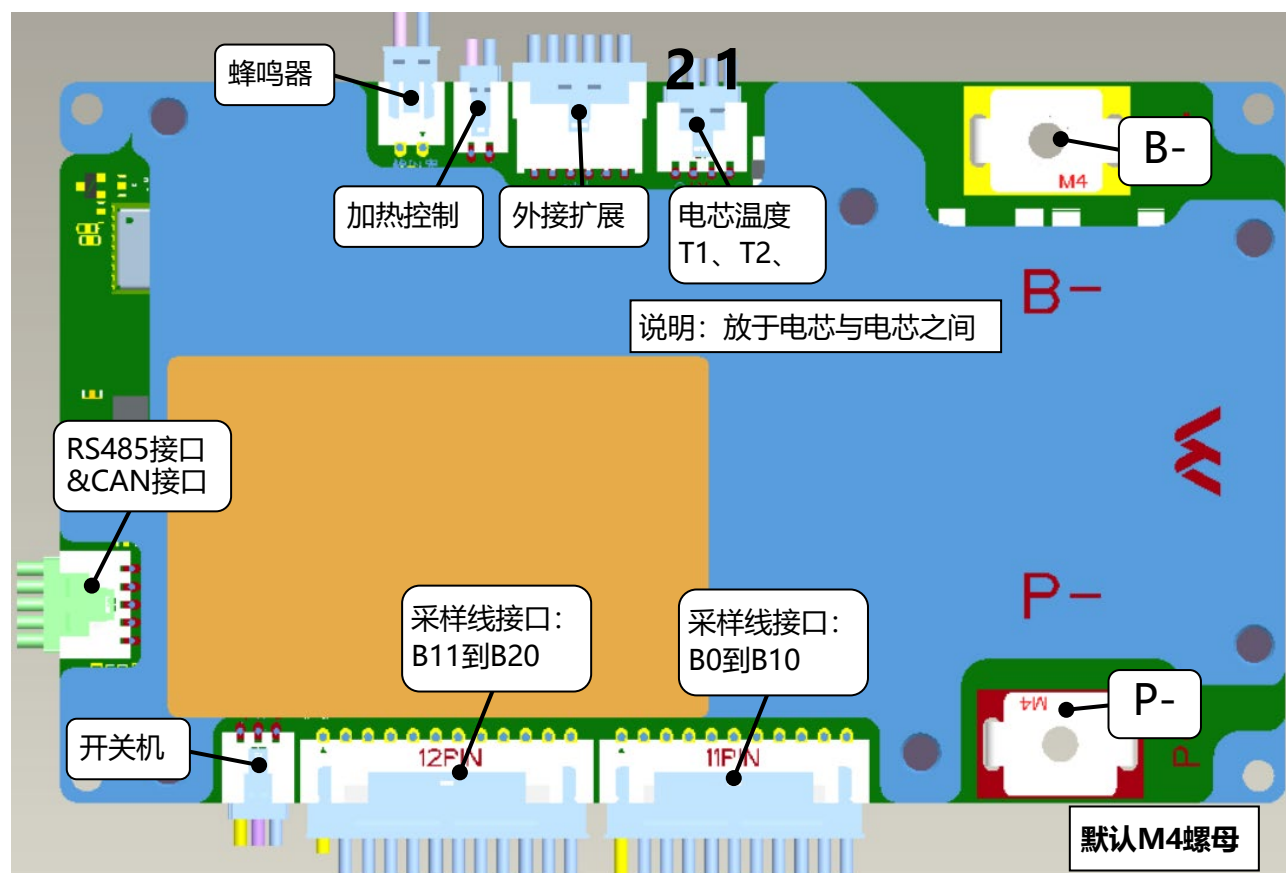 蜂鸣器
2 1
B-
M4
加热控制
外接扩展
电芯温度
T1、T2、
B-
说明：放于电芯与电芯之间
RS485接口
&CAN接口
P-
采样线接口：
B11到B20
采样线接口：
B0到B10
P-
M4
P
开关机
12PIN
11PIN
默认M4螺母